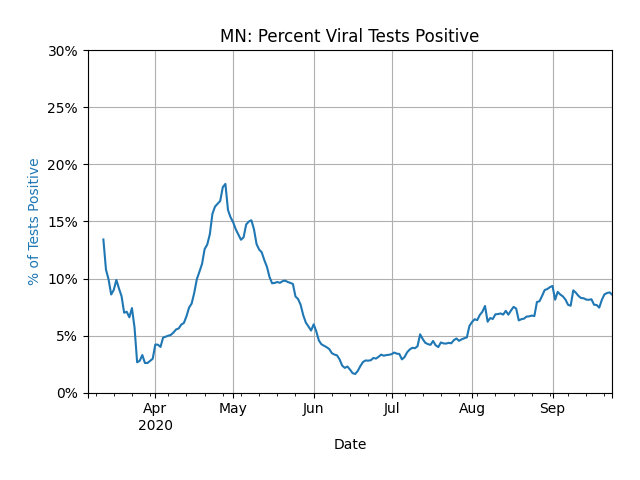 MN: Percent Viral Tests Positive
30%
25%
20%
15%
10%
5%
0%
% of Tests Positive
Apr May Jun Jul Aug Sep
2020
Date